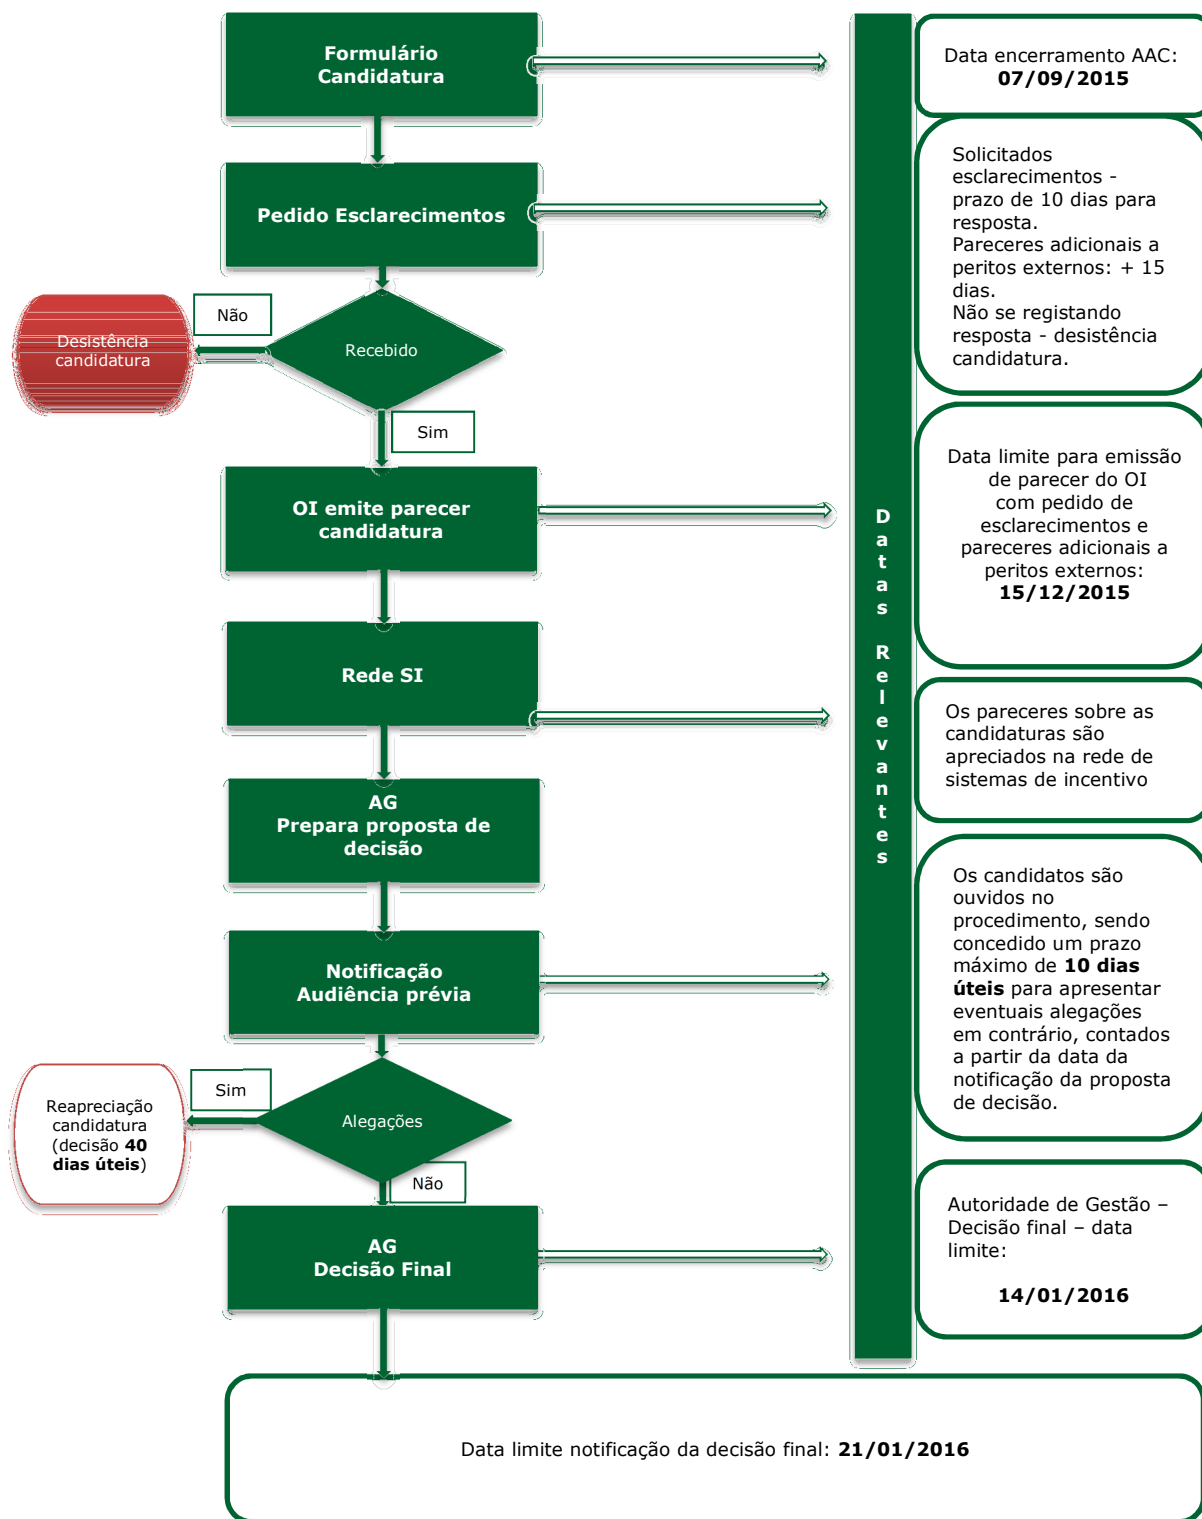 Formulário
Candidatura
Data encerramento AAC:
07/09/2015
Pedido Esclarecimentos
Solicitados
esclarecimentos -
prazo de 10 dias para
resposta.
Pareceres adicionais a
peritos externos: + 15
dias.
Não se registando
resposta - desistência
candidatura.
Não
Desistência
candidatura
Recebido
Sim
OI emite parecer
candidatura
Data limite para emissão
de parecer do OI
com pedido de
esclarecimentos e
pareceres adicionais a
peritos externos:
15/12/2015
Datas Relevantes
Rede SI
Os pareceres sobre as
candidaturas são
apreciados na rede de
sistemas de incentivo
AG
Prepara proposta de
decisão
Notificação
Audiência prévia
Os candidatos são
ouvidos no
procedimento, sendo
concedido um prazo
máximo de 10 dias
úteis para apresentar
eventuais alegações
em contrário, contados
a partir da data da
notificação da proposta
de decisão.
Sim
Reapreciação
candidatura
(decisão 40
dias úteis)
Alegações
Não
AG
Decisão Final
Autoridade de Gestão –
Decisão final – data
limite:
14/01/2016
Data limite notificação da decisão final: 21/01/2016